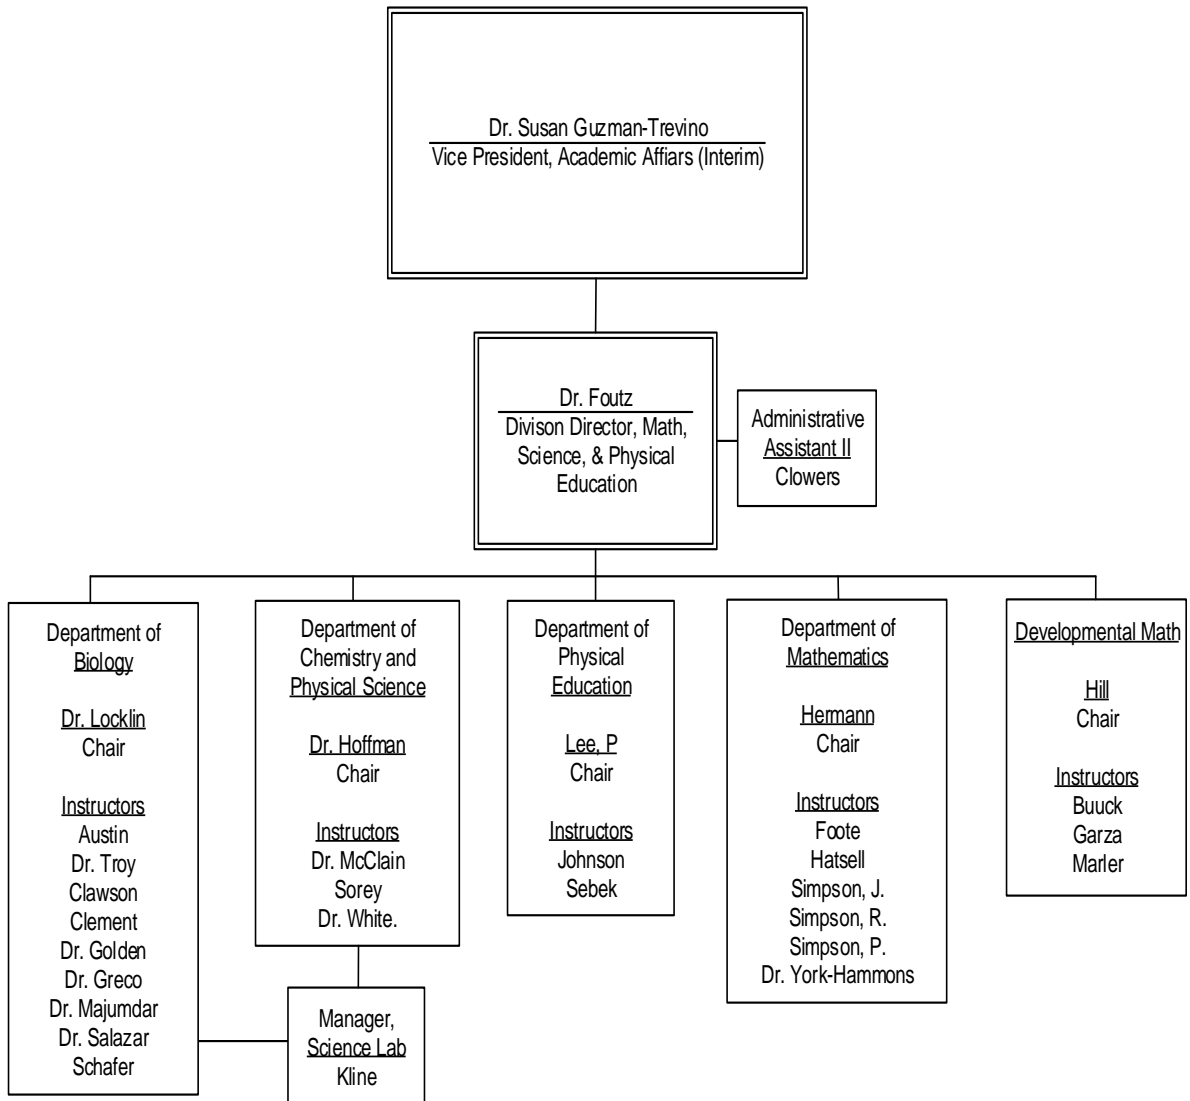 Dr. Susan Guzman-Trevino
Vice President, Academic Affiars (Interim)
Dr. Foutz
Divison Director, Math,
Science, & Physical
Education
Administrative
Assistant II
Clowers
Department of
Biology
Dr. Locklin
Chair
Instructors
Austin
Dr. Troy
Clawson
Clement
Dr. Golden
Dr. Greco
Dr. Majumdar
Dr. Salazar
Schafer
Department of
Chemistry and
Physical Science
Dr. Hoffman
Chair
Instructors
Dr. McClain
Sorey
Dr. White.
Manager,
Science Lab
Kline
Department of
Physical
Education
Lee, P
Chair
Instructors
Johnson
Sebek
Department of
Mathematics
Hermann
Chair
Instructors
Foote
Hatsell
Simpson, J.
Simpson, R.
Simpson, P.
Dr. York-Hammons
Developmental Math
Hill
Chair
Instructors
Buuck
Garza
Marler